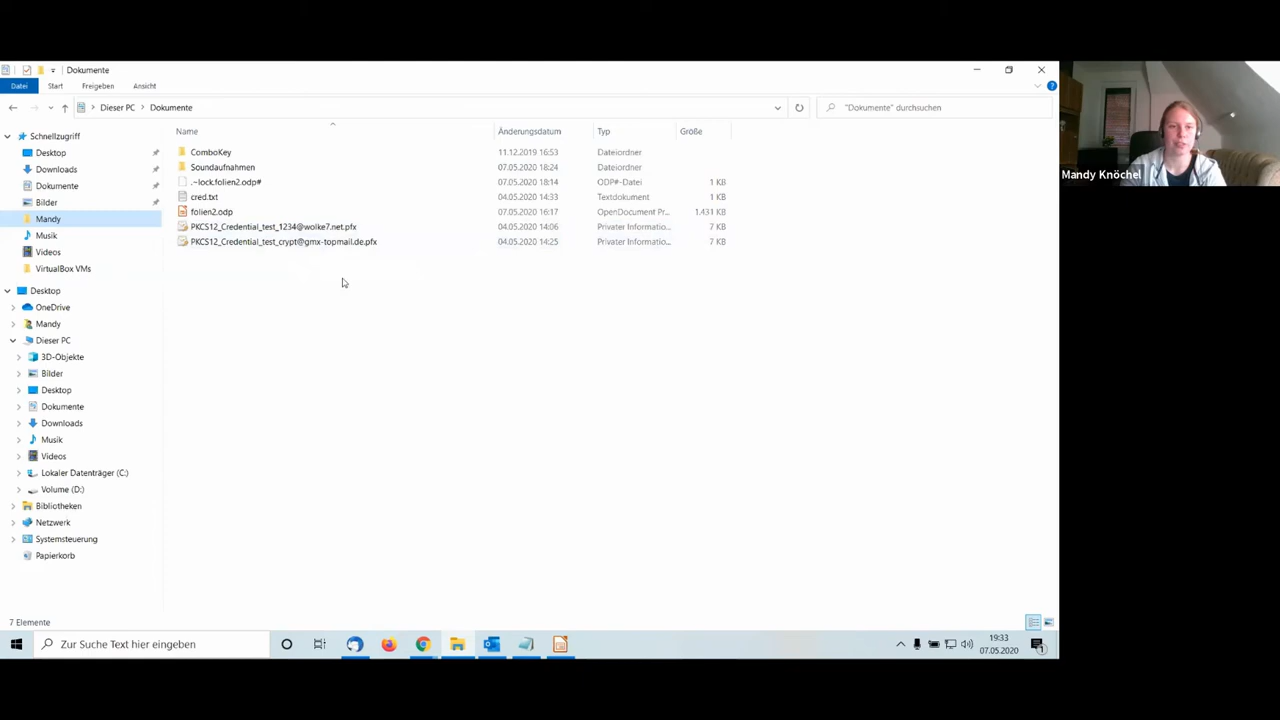 Dokumente
Datei Start Freigeben Ansicht
Dieser PC Dokumente "Dokumente" durchsuchen
Name Änderungsdatum Typ Größe
Schnellzugriff
Desktop
Downloads
Dokumente
Bilder
Mandy
Musik
Videos
VirtualBox VMs
Desktop
OneDrive
Mandy
Dieser PC
3D-Objekte
Bilder
Desktop
Dokumente
Downloads
Musik
Videos
Lokaler Datenträger (C:)
Volume (D:)
Bibliotheken
Netzwerk
Systemsteuerung
Papierkorb
ComboKey 11.12.2019 16:53 Dateiordner
Soundaufnahmen 07.05.2020 18:24 Dateiordner
.~lock.folien2.odp# 07.05.2020 18:14 ODP#-Datei 1 KB
cred.txt 04.05.2020 14:33 Textdokument 1 KB
folien2.odp 07.05.2020 16:17 OpenDocument Pr... 1.431 KB
PKCS12_Credential_test_1234@wolke7.net.pfx 04.05.2020 14:06 Privater Informatio... 7 KB
PKCS12_Credential_test_crypt@gmx-topmail.de.pfx 04.05.2020 14:25 Privater Informatio... 7 KB
Mandy Knöchel
7 Elemente
Zur Suche Text hier eingeben
19:33
07.05.2020
1